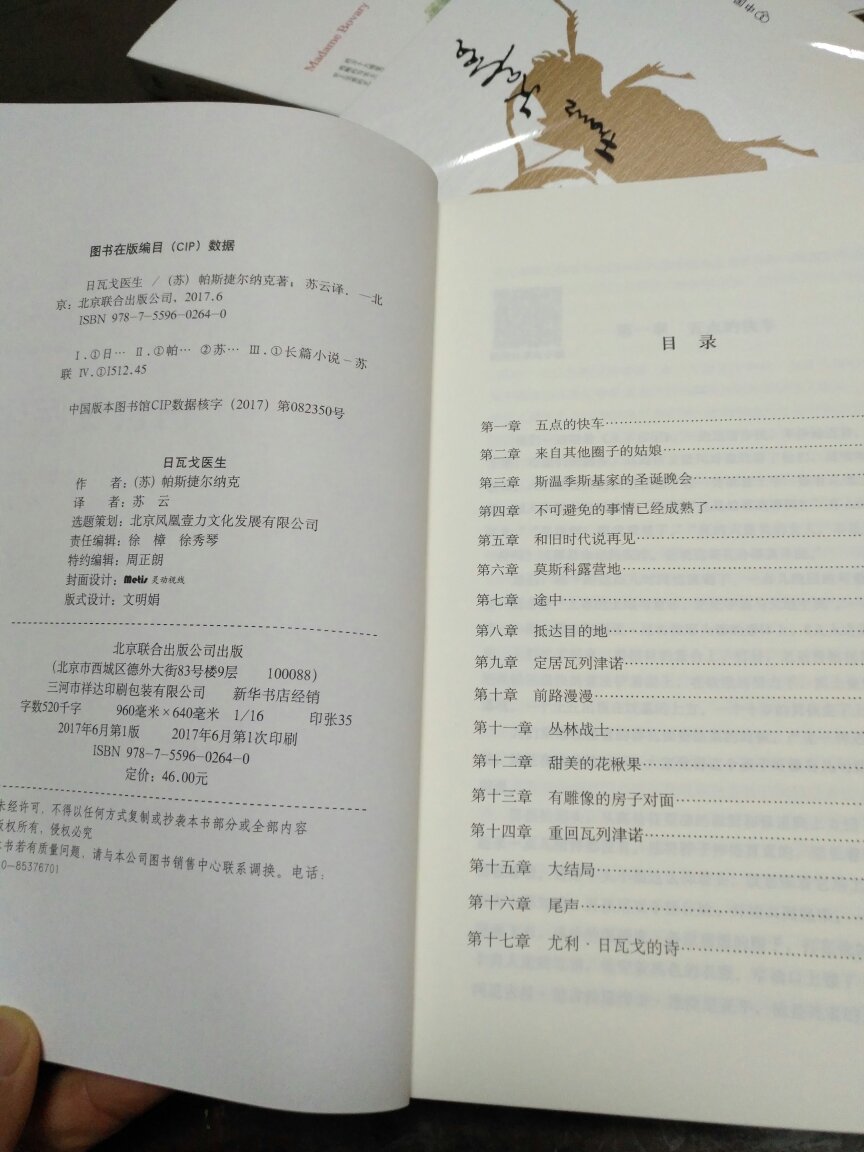 Madame Bovary
Franz Kafka
图书在版编目（CIP）数据
日瓦戈医生 / （苏）帕斯捷尔纳克著；苏云译．—北
京：北京联合出版公司，2017.6
ISBN 978-7-5596-0264-0
Ⅰ.①日… Ⅱ.①帕… ②苏… Ⅲ.①长篇小说－苏
联 Ⅳ.①I512.45
中国版本图书馆CIP数据核字（2017）第082350号
日瓦戈医生
作 者：（苏）帕斯捷尔纳克
译 者：苏 云
选题策划：北京凤凰壹力文化发展有限公司
责任编辑：徐 樟 徐秀琴
特约编辑：周正朗
封面设计：Metis 灵动视线
版式设计：文明娟
北京联合出版公司出版
（北京市西城区德外大街83号楼9层 100088）
三河市祥达印刷包装有限公司 新华书店经销
字数520千字 960毫米×640毫米 1/16 印张35
2017年6月第1版 2017年6月第1次印刷
ISBN 978-7-5596-0264-0
定价：46.00元
未经许可，不得以任何方式复制或抄袭本书部分或全部内容
版权所有，侵权必究
本书若有质量问题，请与本公司图书销售中心联系调换。电话：
0-85376701
目 录
第一章 五点的快车
第二章 来自其他圈子的姑娘
第三章 斯温季斯基家的圣诞晚会
第四章 不可避免的事情已经成熟了
第五章 和旧时代说再见
第六章 莫斯科露营地
第七章 途中
第八章 抵达目的地
第九章 定居瓦列津诺
第十章 前路漫漫
第十一章 丛林战士
第十二章 甜美的花楸果
第十三章 有雕像的房子对面
第十四章 重回瓦列津诺
第十五章 大结局
第十六章 尾声
第十七章 尤利·日瓦戈的诗